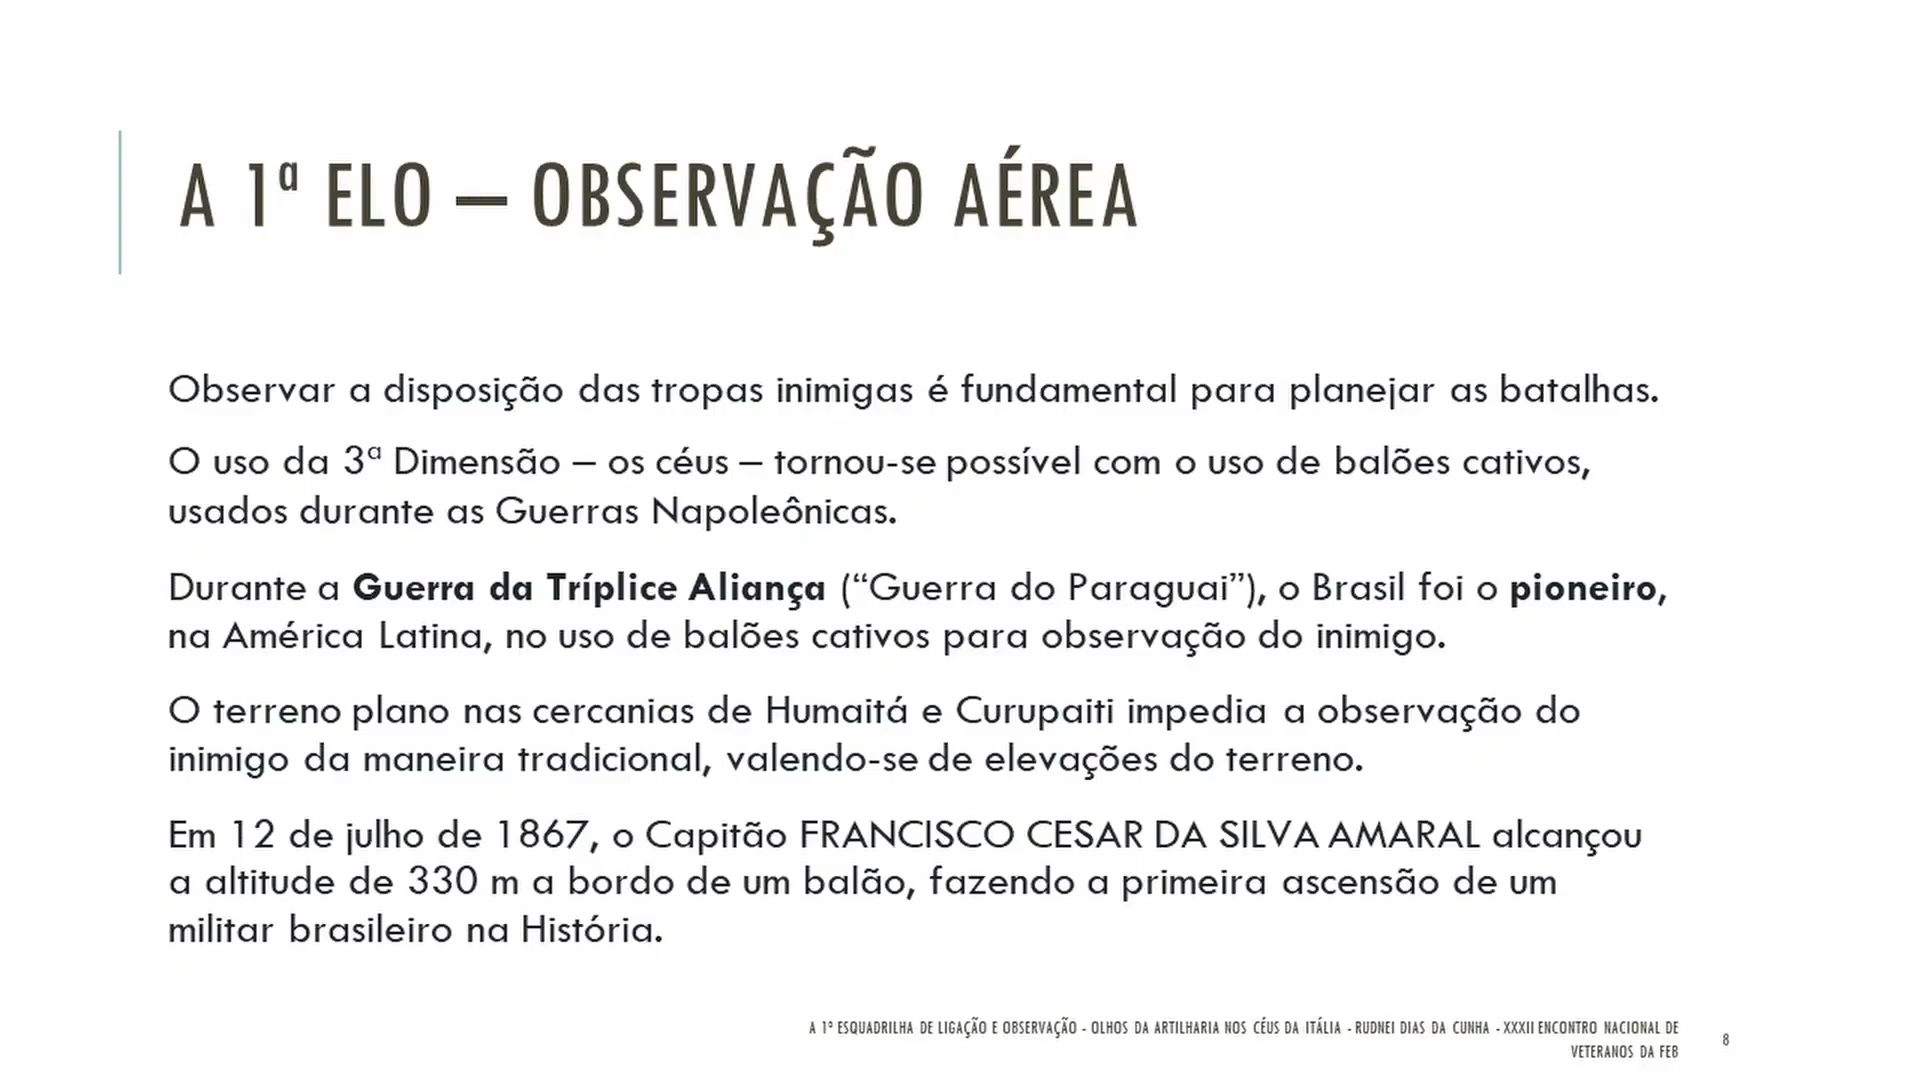 A 1ª ELO – OBSERVAÇÃO AÉREA
Observar a disposição das tropas inimigas é fundamental para planejar as batalhas.
O uso da 3ª Dimensão – os céus – tornou-se possível com o uso de balões cativos,
usados durante as Guerras Napoleônicas.
Durante a Guerra da Tríplice Aliança (“Guerra do Paraguai”), o Brasil foi o pioneiro,
na América Latina, no uso de balões cativos para observação do inimigo.
O terreno plano nas cercanias de Humaitá e Curupaiti impedia a observação do
inimigo da maneira tradicional, valendo-se de elevações do terreno.
Em 12 de julho de 1867, o Capitão FRANCISCO CESAR DA SILVA AMARAL alcançou
a altitude de 330 m a bordo de um balão, fazendo a primeira ascensão de um
militar brasileiro na História.
A 1ª ESQUADRILHA DE LIGAÇÃO E OBSERVAÇÃO - OLHOS DA ARTILHARIA NOS CÉUS DA ITÁLIA - RUDNEI DIAS DA CUNHA - XXXII ENCONTRO NACIONAL DE
VETERANOS DA FEB
8